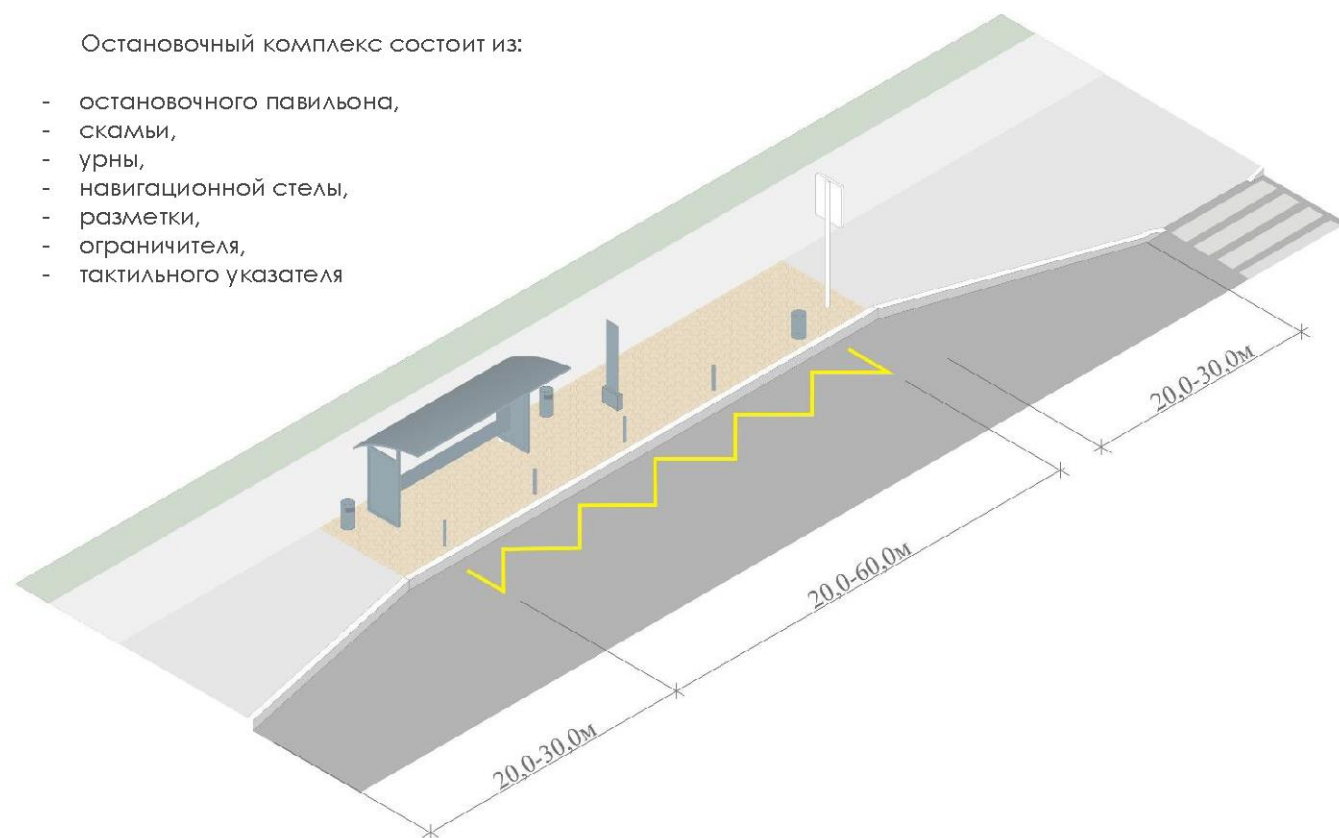 Остановочный комплекс состоит из:
- остановочного павильона,
- скамьи,
- урны,
- навигационной стелы,
- разметки,
- ограничителя,
- тактильного указателя
20,0-30,0м
20,0-60,0м
20,0-30,0м